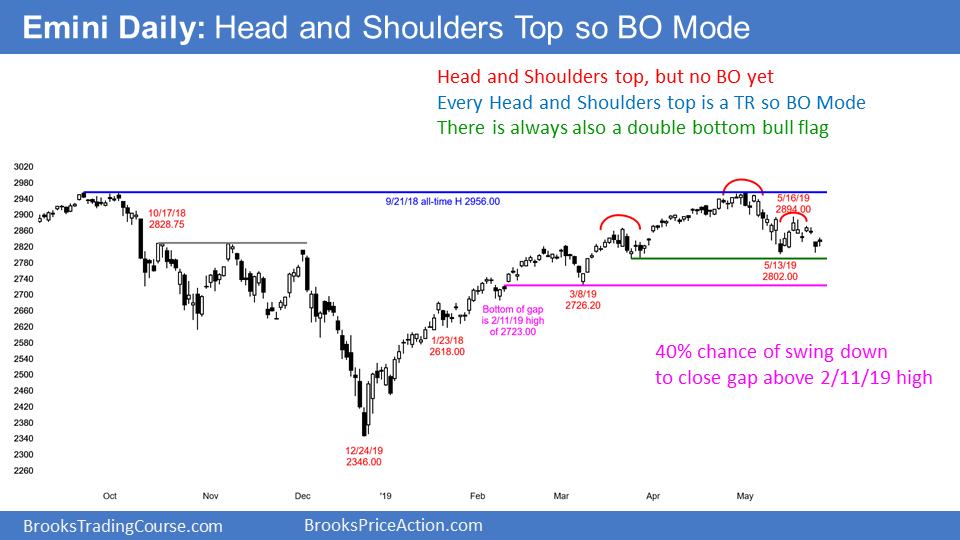 Emini Daily: Head and Shoulders Top so BO Mode
Head and Shoulders top, but no BO yet
Every Head and Shoulders top is a TR so BO Mode
There is always also a double bottom bull flag
3020
2980
2940
2900
2860
2820
2780
2740
2700
2660
2620
2580
2540
2500
2460
2420
2380
2340
2300
2260
10/17/18
2828.75
9/21/18 all-time H 2956.00
5/16/19
2894.00
5/13/19
2802.00
3/8/19
2726.20
Bottom of gap
is 2/11/19 high
of 2723.00
1/23/18
2618.00
12/24/19
2346.00
40% chance of swing down
to close gap above 2/11/19 high
Oct
Nov
Dec
'19
Feb
Mar
Apr
May
BrooksTradingCourse.com
BrooksPriceAction.com